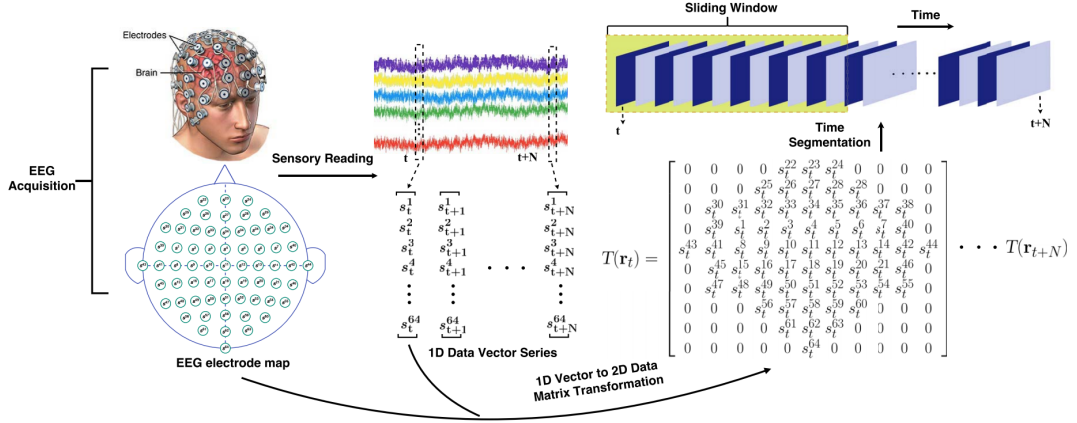 Electrodes
Brain
EEG
Acquisition
EEG electrode map
Sensory Reading
t
t+N
s_t^1 s_{t+1}^1 s_{t+N}^1
s_t^2 s_{t+1}^2 s_{t+N}^2
s_t^3 s_{t+1}^3 s_{t+N}^3
s_t^4 s_{t+1}^4 · · · s_{t+N}^4
⋮ ⋮ ⋮
s_t^64 s_{t+1}^64 s_{t+N}^64
1D Data Vector Series
1D Vector to 2D Data
Matrix Transformation
Sliding Window
Time
· · · · · ·
t
t+N
Time
Segmentation
0 0 0 0 s_t^22 s_t^23 s_t^24 0 0 0 0
0 0 0 s_t^25 s_t^26 s_t^27 s_t^28 s_t^28 0 0 0
0 s_t^30 s_t^31 s_t^32 s_t^33 s_t^34 s_t^35 s_t^36 s_t^37 s_t^38 0
0 s_t^39 s_t^1 s_t^2 s_t^3 s_t^4 s_t^5 s_t^6 s_t^7 s_t^40 0
T(r_t) = s_t^43 s_t^41 s_t^8 s_t^9 s_t^10 s_t^11 s_t^12 s_t^13 s_t^14 s_t^42 s_t^44 · · · T(r_{t+N})
0 s_t^45 s_t^15 s_t^16 s_t^17 s_t^18 s_t^19 s_t^20 s_t^21 s_t^46 0
0 s_t^47 s_t^48 s_t^49 s_t^50 s_t^51 s_t^52 s_t^53 s_t^54 s_t^55 0
0 0 0 s_t^56 s_t^57 s_t^58 s_t^59 s_t^60 0 0 0
0 0 0 0 s_t^61 s_t^62 s_t^63 0 0 0 0
0 0 0 0 0 s_t^64 0 0 0 0 0